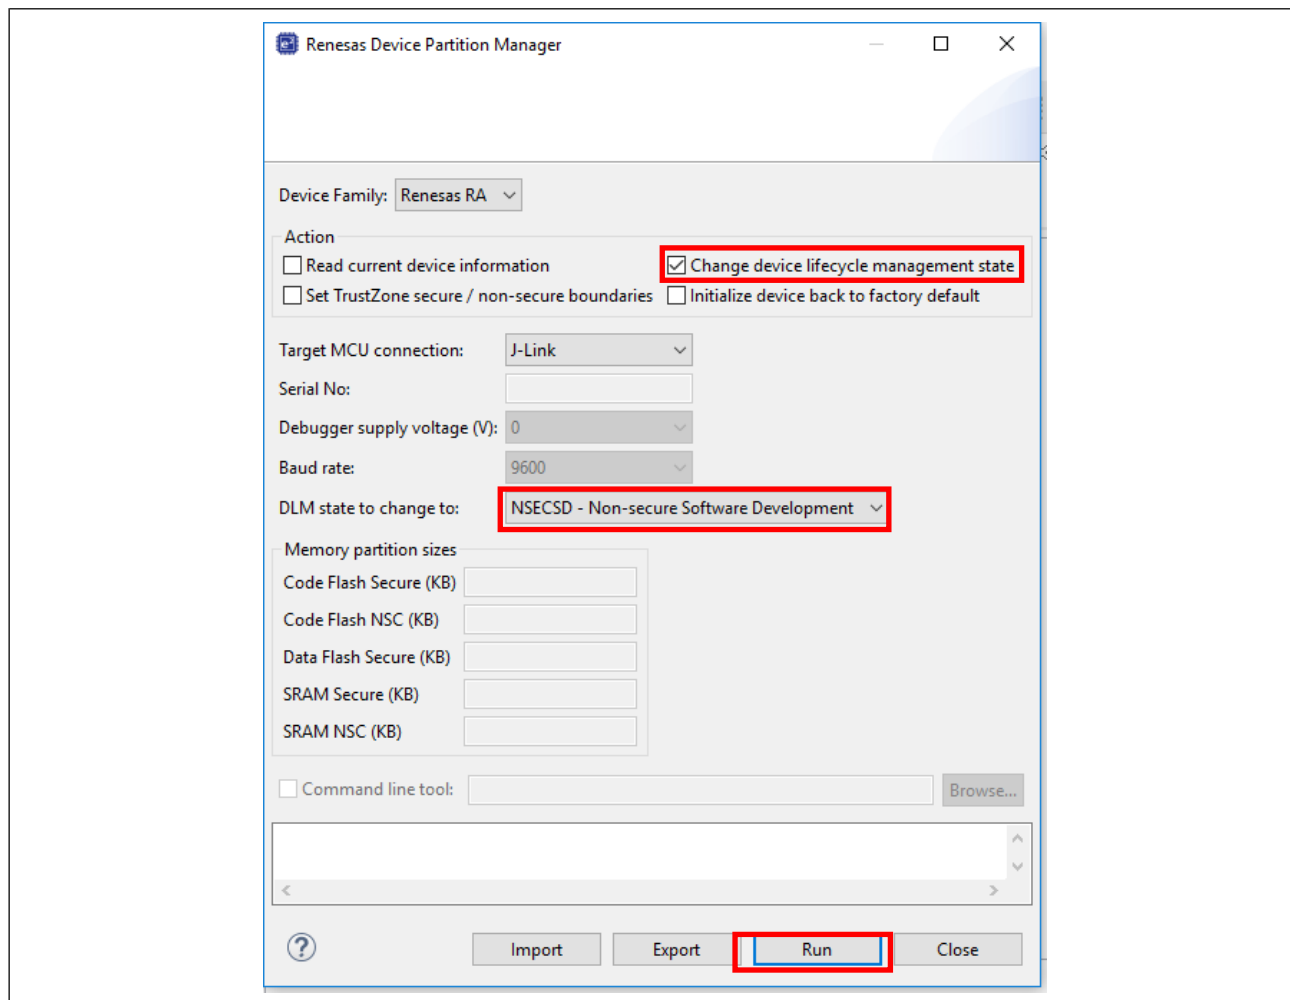 Renesas Device Partition Manager
Device Family: Renesas RA
Action
Read current device information Change device lifecycle management state
Set TrustZone secure / non-secure boundaries Initialize device back to factory default
Target MCU connection: J-Link
Serial No:
Debugger supply voltage (V): 0
Baud rate: 9600
DLM state to change to: NSECSD - Non-secure Software Development
Memory partition sizes
Code Flash Secure (KB)
Code Flash NSC (KB)
Data Flash Secure (KB)
SRAM Secure (KB)
SRAM NSC (KB)
Command line tool: Browse...
Import Export Run Close